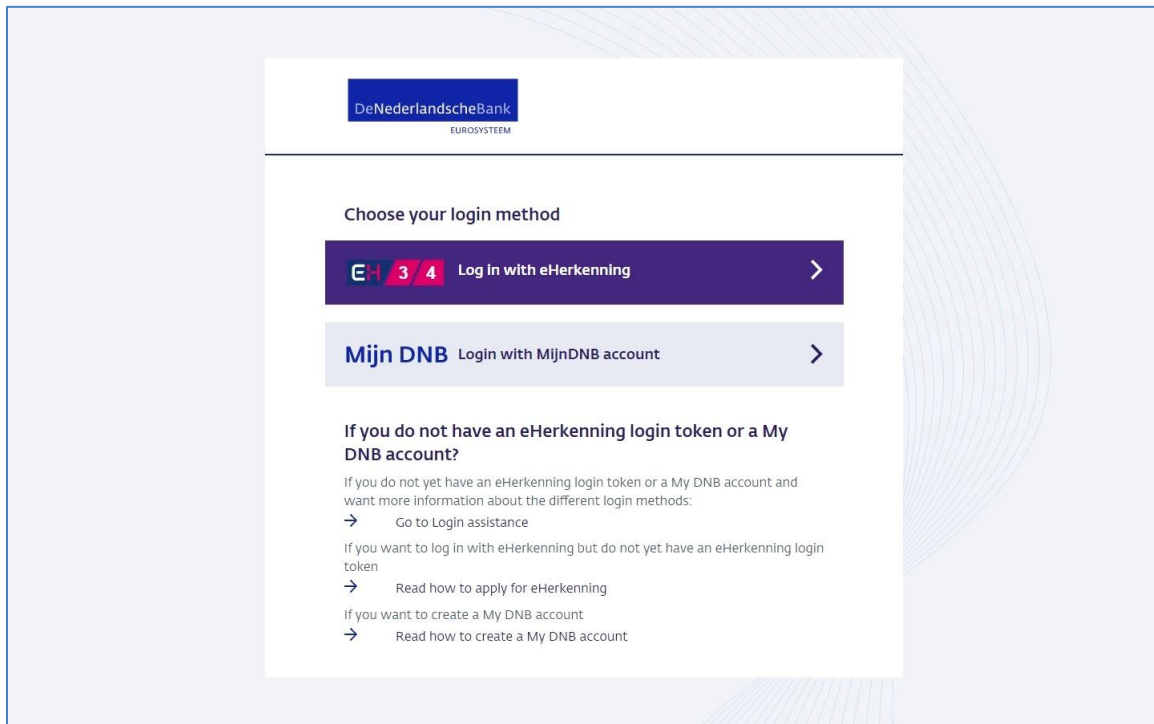 DeNederlandscheBank
EUROSYSTEEM
Choose your login method
EH 3 4 Log in with eHerkenning
Mijn DNB Login with MijnDNB account
If you do not have an eHerkenning login token or a My
DNB account?
If you do not yet have an eHerkenning login token or a My DNB account and
want more information about the different login methods:
Go to Login assistance
If you want to log in with eHerkenning but do not yet have an eHerkenning login
token
Read how to apply for eHerkenning
If you want to create a My DNB account
Read how to create a My DNB account